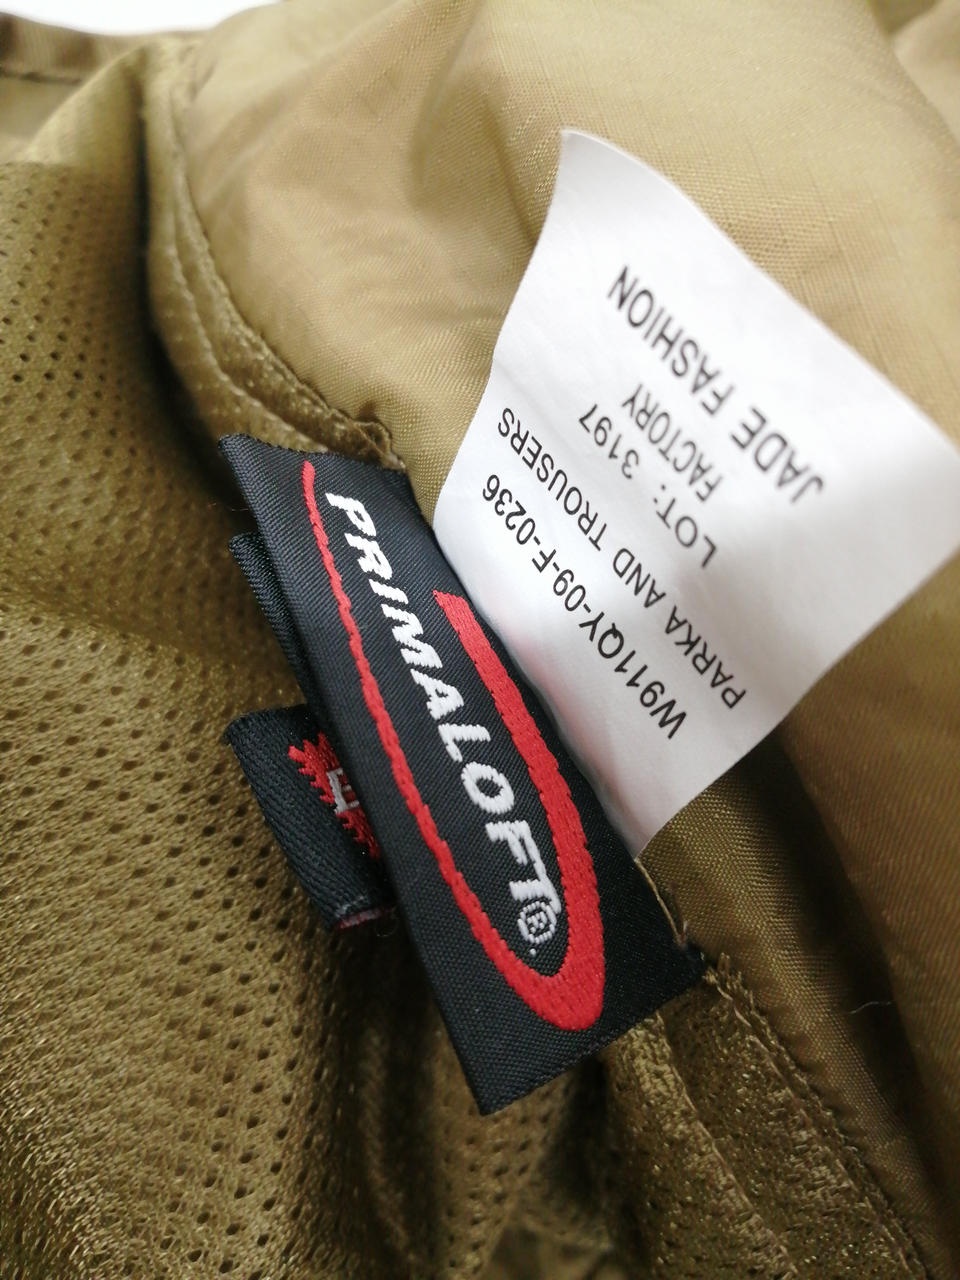 PRIMALOFT®
W911QY-09-F-0236
PARKA AND TROUSERS
LOT: 3197
FACTORY
JADE FASHION